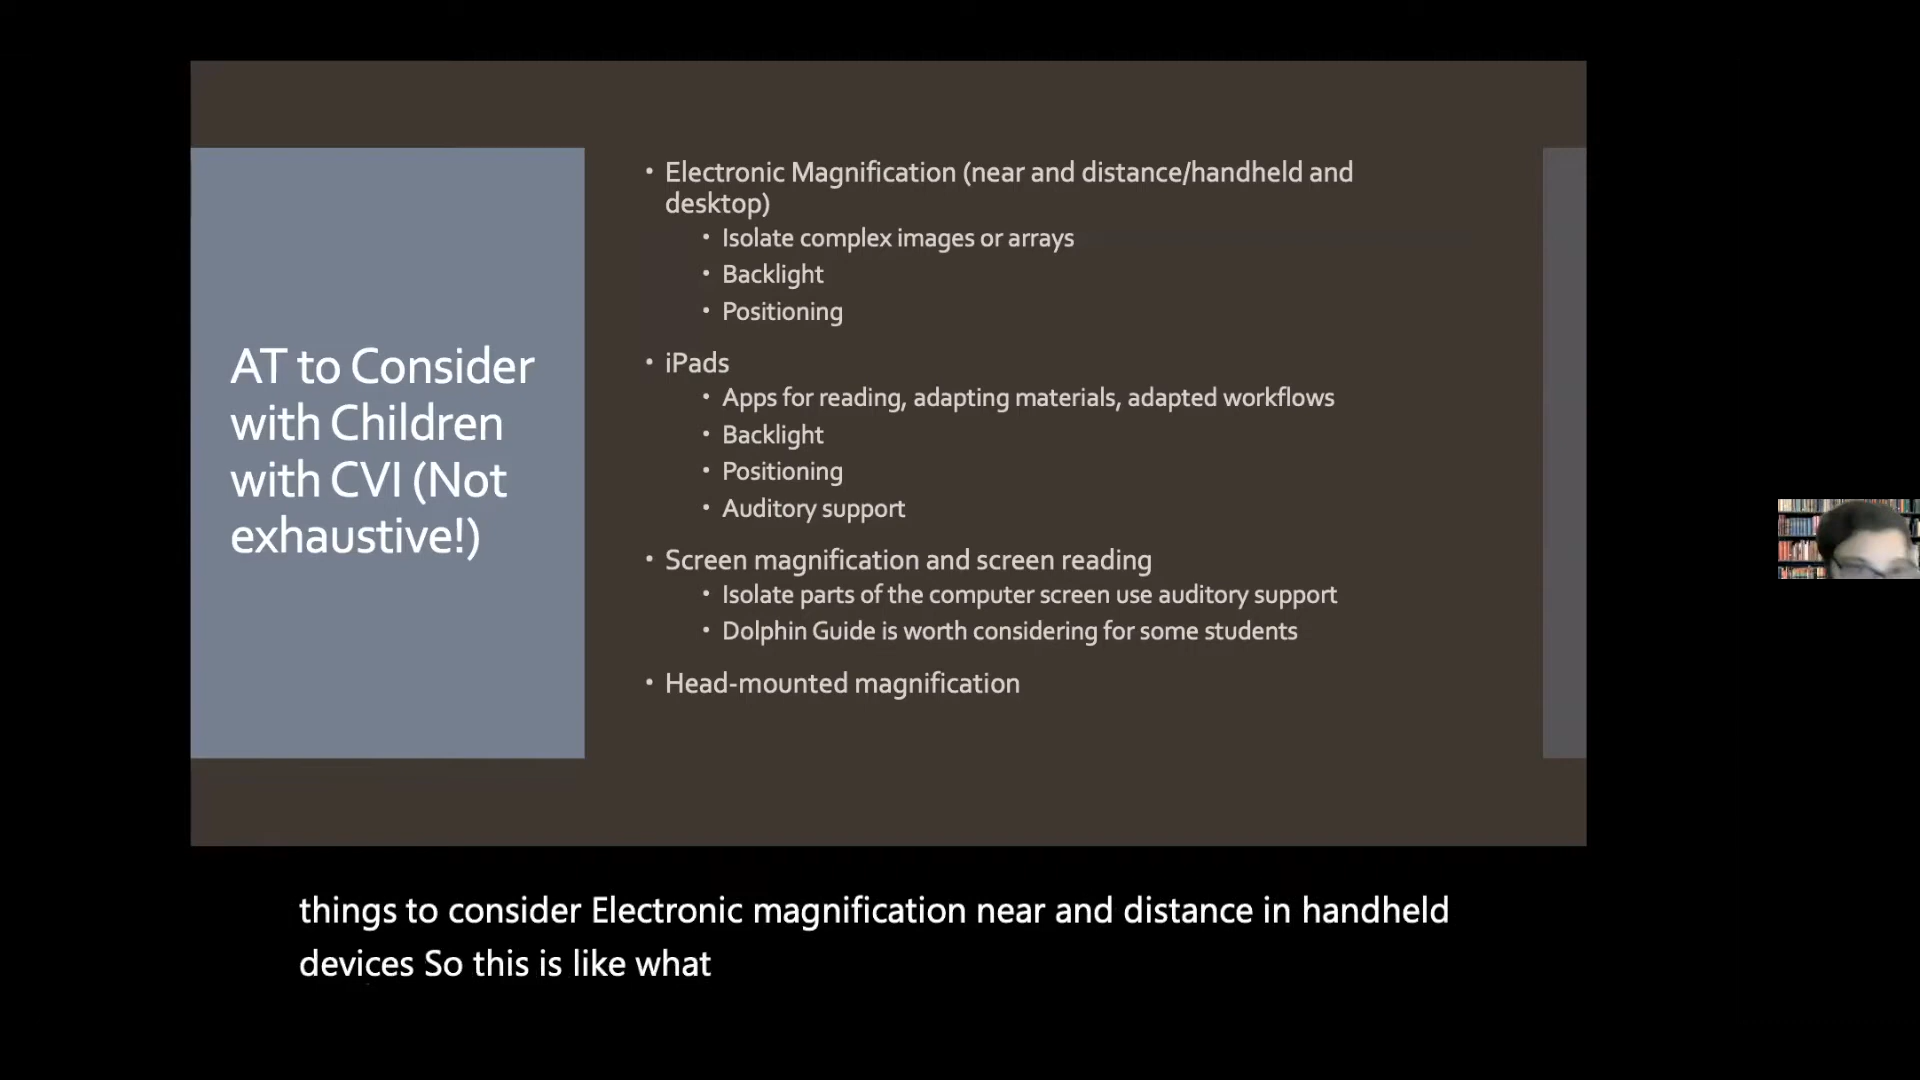 AT to Consider
with Children
with CVI (Not
exhaustive!)
• Electronic Magnification (near and distance/handheld and
desktop)
• Isolate complex images or arrays
• Backlight
• Positioning
• iPads
• Apps for reading, adapting materials, adapted workflows
• Backlight
• Positioning
• Auditory support
• Screen magnification and screen reading
• Isolate parts of the computer screen use auditory support
• Dolphin Guide is worth considering for some students
• Head-mounted magnification
things to consider Electronic magnification near and distance in handheld
devices So this is like what